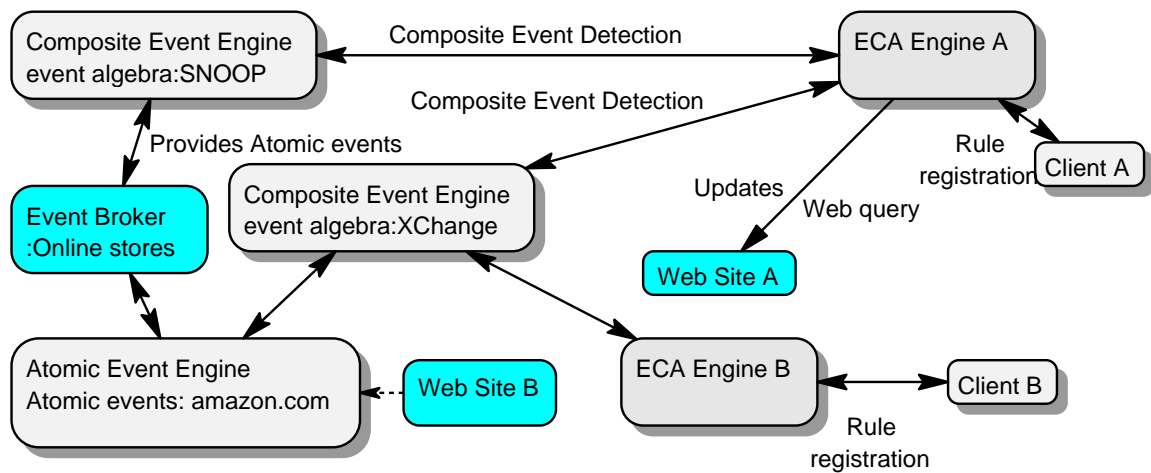 Composite Event Engine
event algebra:SNOOP
Composite Event Detection
ECA Engine A
Composite Event Detection
Provides Atomic events
Rule
registration
Client A
Composite Event Engine
event algebra:XChange
Updates
Web query
Event Broker
:Online stores
Web Site A
Atomic Event Engine
Atomic events: amazon.com
Web Site B
ECA Engine B
Client B
Rule
registration